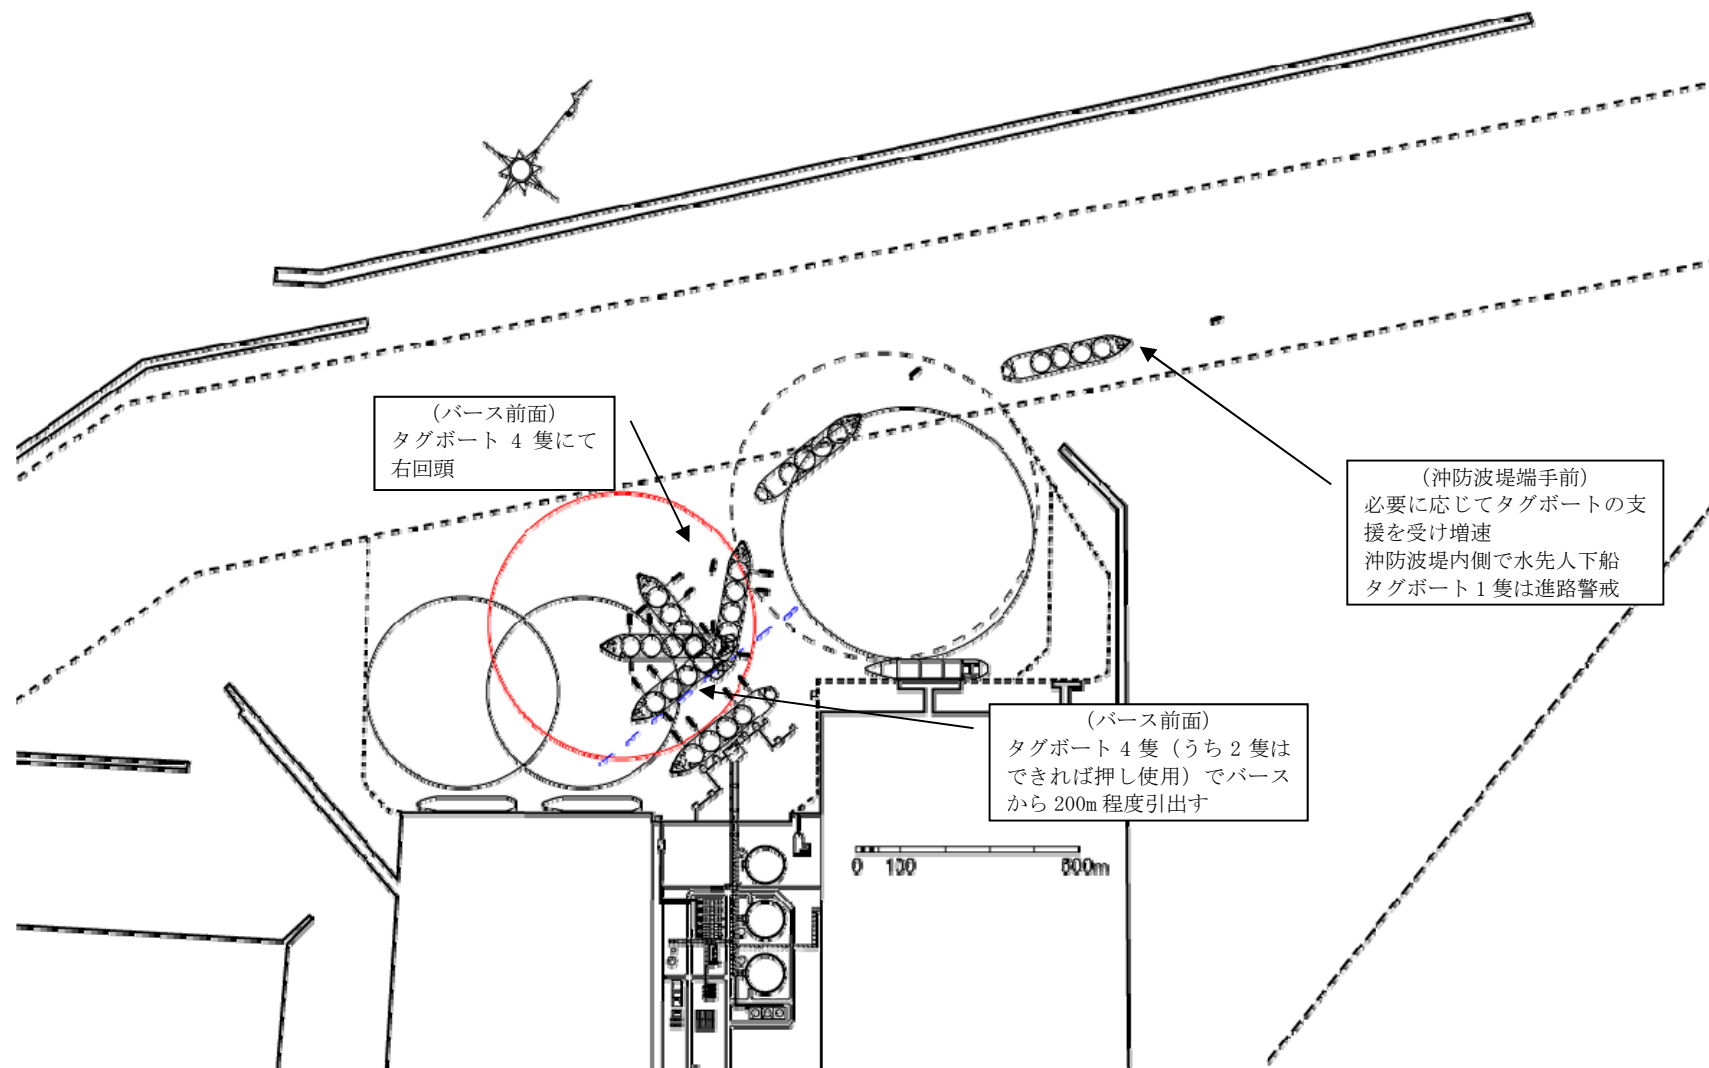 （バース前面）
タグボート 4 隻にて
右回頭
（沖防波堤端手前）
必要に応じてタグボートの支
援を受け増速
沖防波堤内側で水先人下船
タグボート 1 隻は進路警戒
（バース前面）
タグボート 4 隻（うち 2 隻は
できれば押し使用）でバース
から 200m 程度引出す
0 100 500m